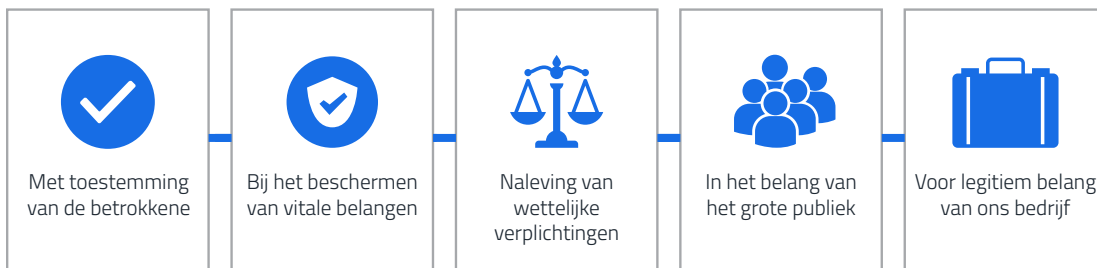 Met toestemming
van de betrokkene
Bij het beschermen
van vitale belangen
Naleving van
wettelijke
verplichtingen
In het belang van
het grote publiek
Voor legitiem belang
van ons bedrijf